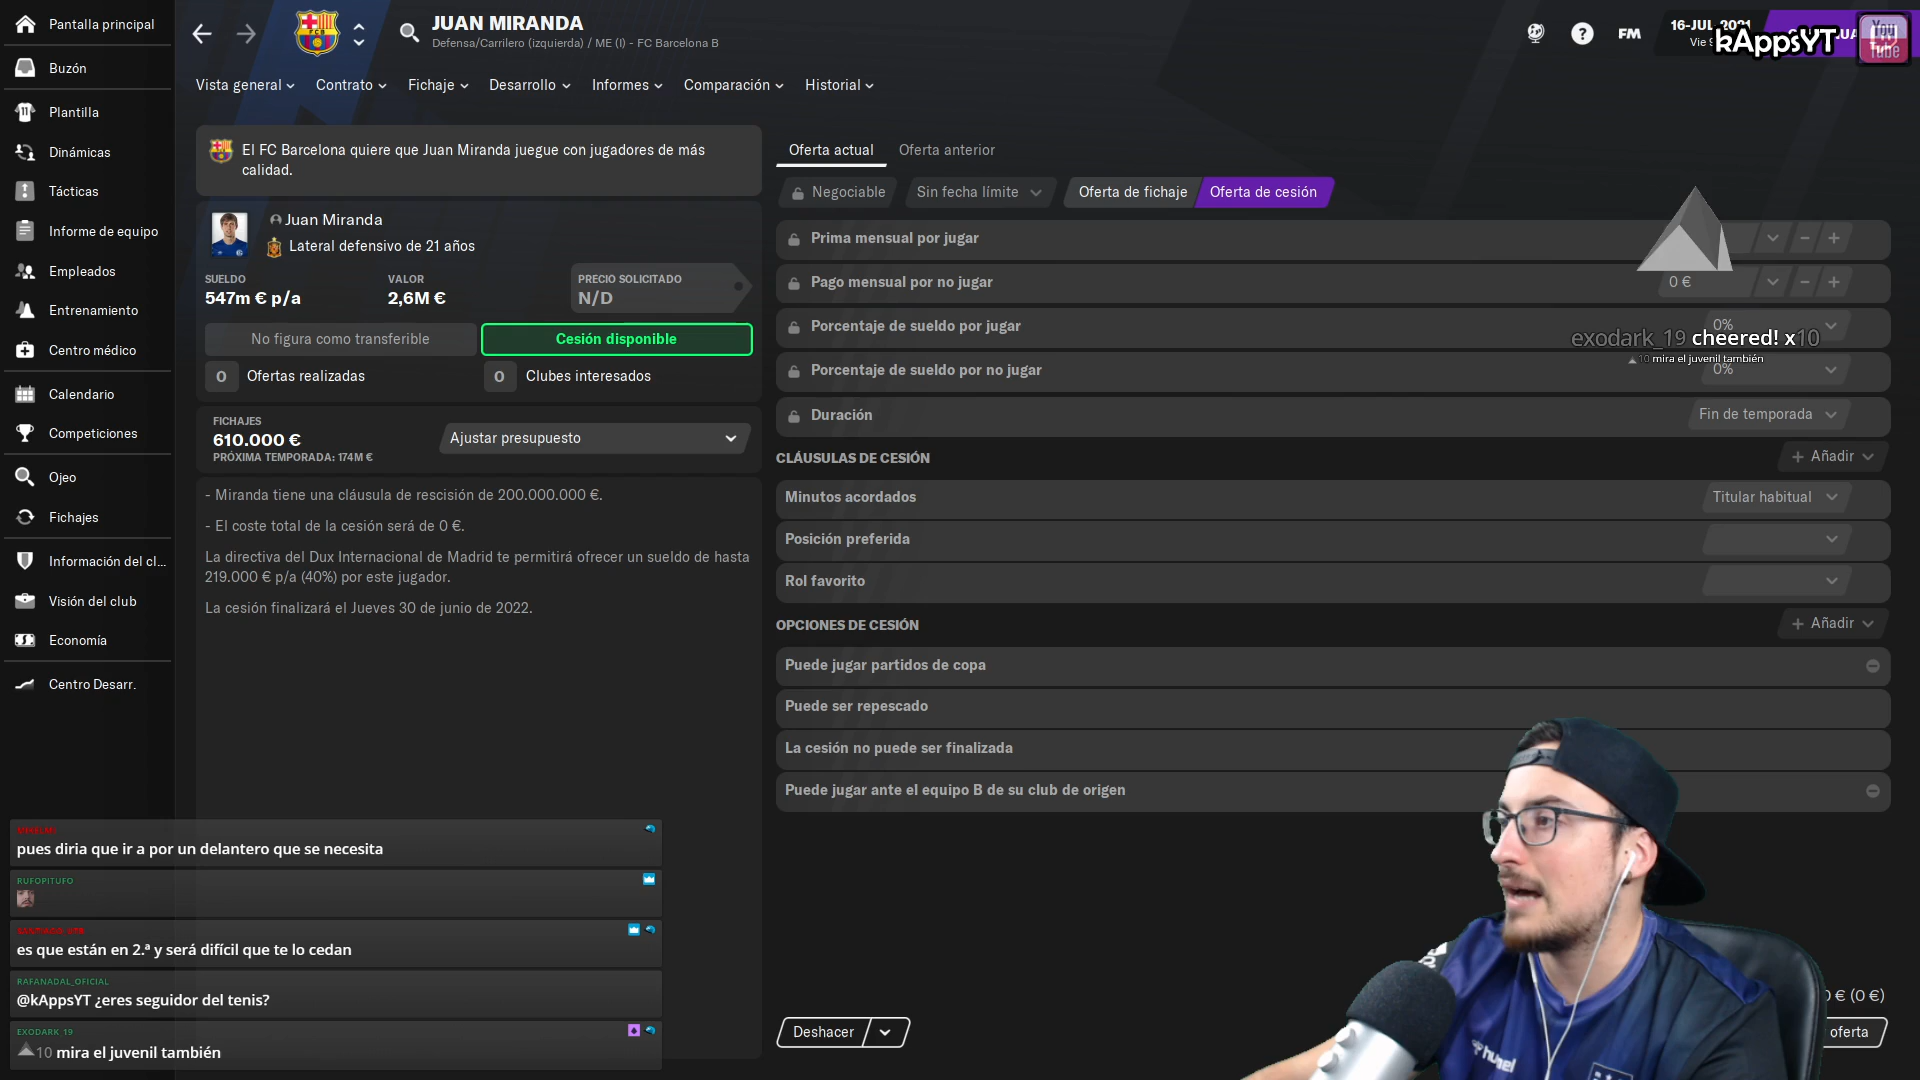 Pantalla principal
Buzón
Plantilla
Dinámicas
Tácticas
Informe de equipo
Empleados
Entrenamiento
Centro médico
Calendario
Competiciones
Ojeo
Fichajes
Información del cl...
Visión del club
Economía
Centro Desarr.
JUAN MIRANDA
Defensa/Carrilero (izquierda) / ME (I) - FC Barcelona B
FM
16-JUL 2021
Vie
kAppsYT
You
Tube
Vista general
Contrato
Fichaje
Desarrollo
Informes
Comparación
Historial
El FC Barcelona quiere que Juan Miranda juegue con jugadores de más
calidad.
Juan Miranda
Lateral defensivo de 21 años
SUELDO
547m € p/a
VALOR
2,6M €
PRECIO SOLICITADO
N/D
No figura como transferible
Cesión disponible
0 Ofertas realizadas
0 Clubes interesados
FICHAJES
610.000 €
PRÓXIMA TEMPORADA: 174M €
Ajustar presupuesto
- Miranda tiene una cláusula de rescisión de 200.000.000 €.
- El coste total de la cesión será de 0 €.
La directiva del Dux Internacional de Madrid te permitirá ofrecer un sueldo de hasta
219.000 € p/a (40%) por este jugador.
La cesión finalizará el Jueves 30 de junio de 2022.
Oferta actual
Oferta anterior
Negociable
Sin fecha límite
Oferta de fichaje
Oferta de cesión
Prima mensual por jugar
Pago mensual por no jugar
0 €
Porcentaje de sueldo por jugar
0%
exodark_19 cheered! x10
10 mira el juvenil también
Porcentaje de sueldo por no jugar
0%
Duración
Fin de temporada
CLÁUSULAS DE CESIÓN
+ Añadir
Minutos acordados
Titular habitual
Posición preferida
Rol favorito
OPCIONES DE CESIÓN
+ Añadir
Puede jugar partidos de copa
Puede ser repescado
La cesión no puede ser finalizada
Puede jugar ante el equipo B de su club de origen
pues diria que ir a por un delantero que se necesita
RUFOPITUFO
es que están en 2.ª y será difícil que te lo cedan
RAFANADAL_OFICIAL
@kAppsYT ¿eres seguidor del tenis?
EXODARK_19
10 mira el juvenil también
Deshacer
0 € (0 €)
oferta
hummel